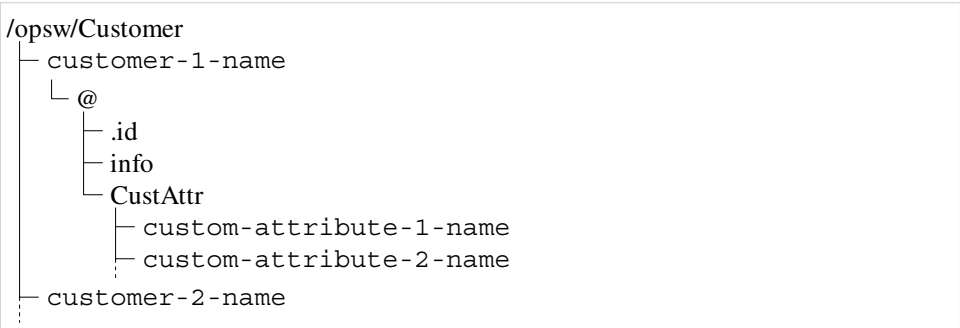 /opsw/Customer
customer-1-name
@
.id
info
CustAttr
custom-attribute-1-name
custom-attribute-2-name
customer-2-name